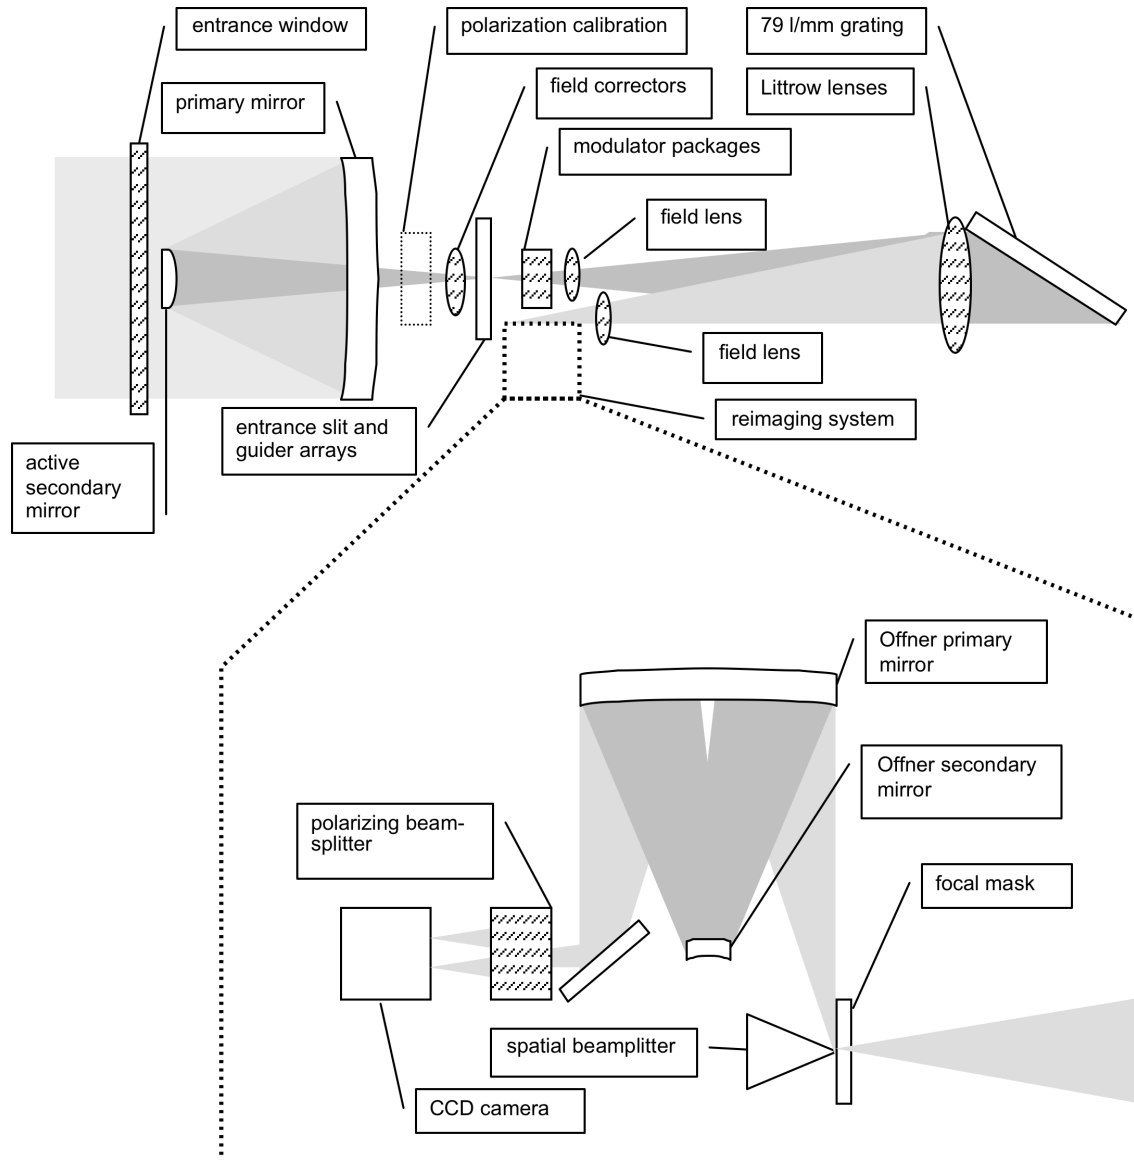 entrance window
polarization calibration
79 l/mm grating
primary mirror
field correctors
Littrow lenses
modulator packages
field lens
field lens
entrance slit and
guider arrays
reimaging system
active
secondary
mirror
Offner primary
mirror
Offner secondary
mirror
polarizing beam-
splitter
focal mask
spatial beamplitter
CCD camera